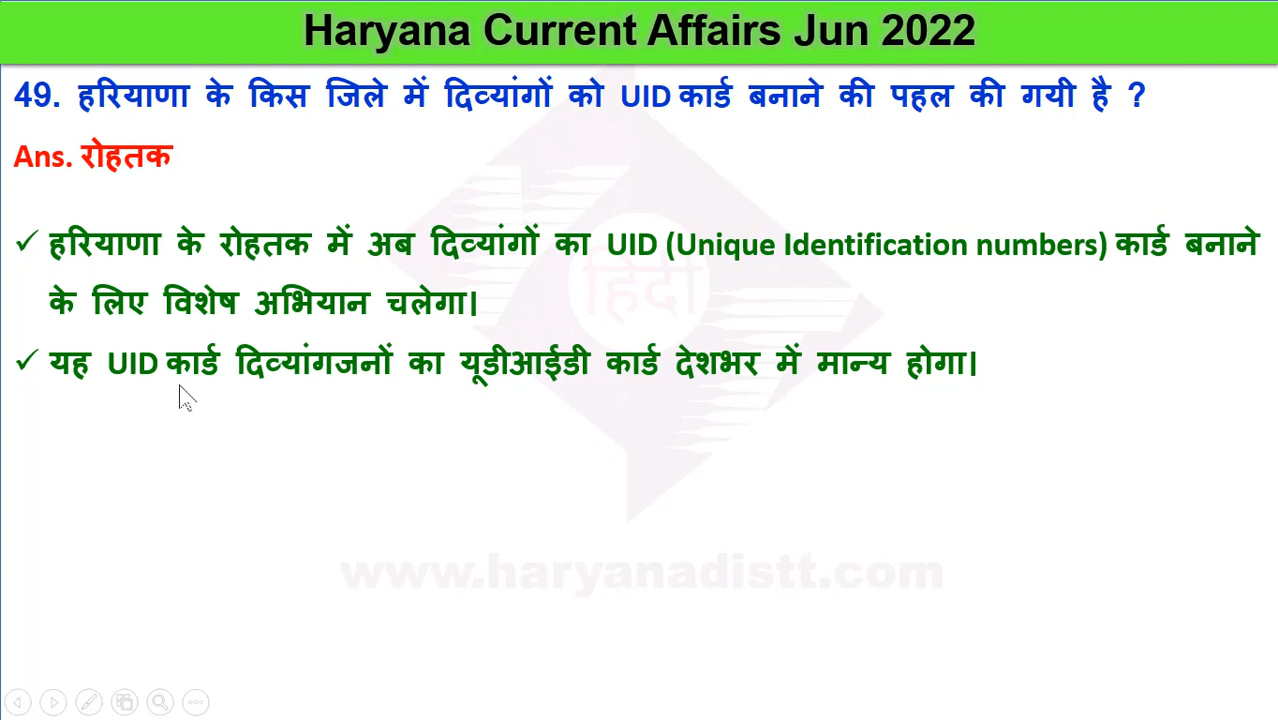 Haryana Current Affairs Jun 2022
49. हरियाणा के किस जिले में दिव्यांगों को UID कार्ड बनाने की पहल की गयी है ?
Ans. रोहतक
✓ हरियाणा के रोहतक में अब दिव्यांगों का UID (Unique Identification numbers) कार्ड बनाने
के लिए विशेष अभियान चलेगा।
✓ यह UID कार्ड दिव्यांगजनों का यूडीआईडी कार्ड देशभर में मान्य होगा।
हिंदी
www.haryanadistt.com